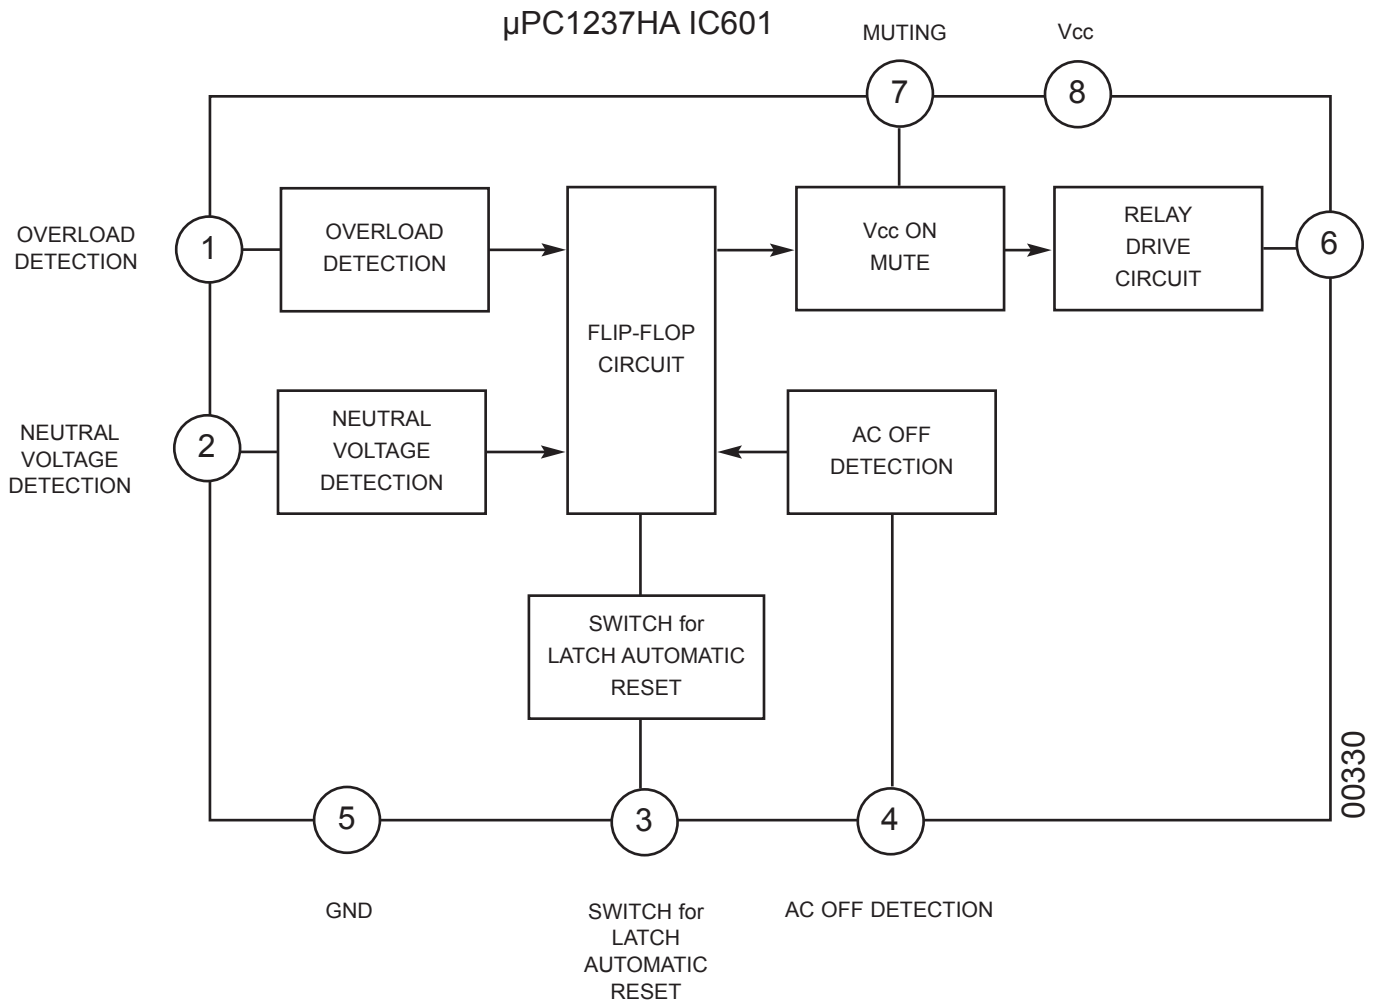 µPC1237HA IC601
MUTING
Vcc
7
8
OVERLOAD
DETECTION
1
OVERLOAD
DETECTION
FLIP-FLOP
CIRCUIT
Vcc ON
MUTE
RELAY
DRIVE
CIRCUIT
6
NEUTRAL
VOLTAGE
DETECTION
2
NEUTRAL
VOLTAGE
DETECTION
AC OFF
DETECTION
SWITCH for
LATCH AUTOMATIC
RESET
5
3
4
00330
GND
SWITCH for
LATCH
AUTOMATIC
RESET
AC OFF DETECTION